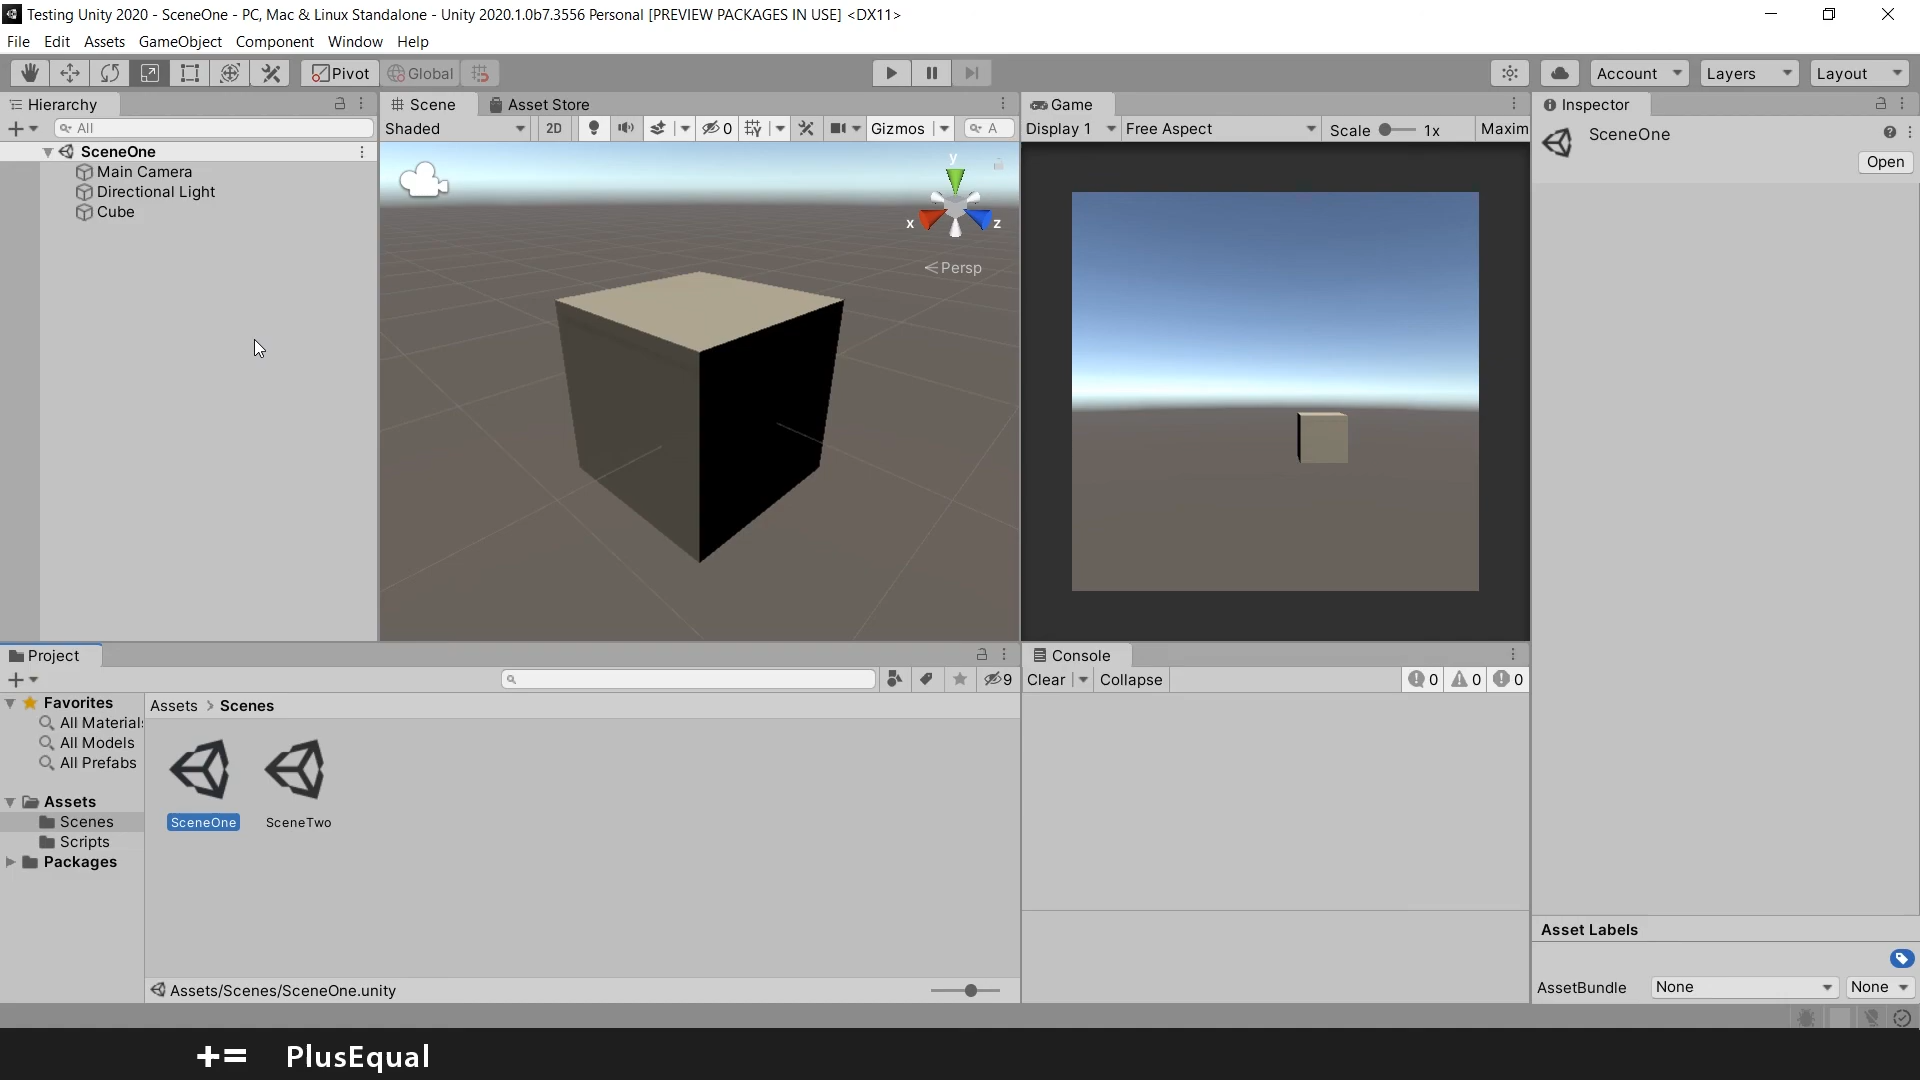 Testing Unity 2020 - SceneOne - PC, Mac & Linux Standalone - Unity 2020.1.0b7.3556 Personal [PREVIEW PACKAGES IN USE] <DX11>
File Edit Assets GameObject Component Window Help
Pivot Global Account Layers Layout
Hierarchy
All
SceneOne
Main Camera
Directional Light
Cube
Scene Asset Store
Shaded 2D 0 Gizmos A
y
x z
Persp
Game
Display 1 Free Aspect Scale 1x Maxim
Inspector
SceneOne
Open
Project
9
Favorites
All Material
All Models
All Prefabs
Assets
Scenes
Scripts
Packages
Assets > Scenes
SceneOne SceneTwo
Assets/Scenes/SceneOne.unity
Console
Clear Collapse 0 0 0
Asset Labels
AssetBundle None None
+= PlusEqual